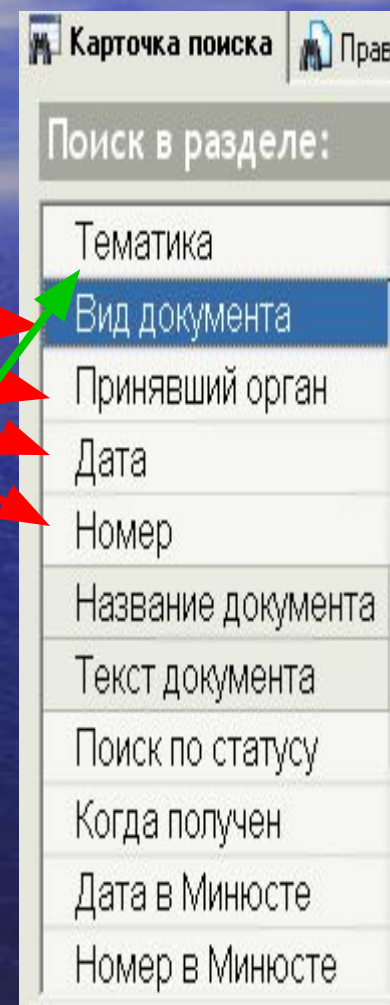 Карточка поиска Прав
Поиск в разделе:
Тематика
Вид документа
Принявший орган
Дата
Номер
Название документа
Текст документа
Поиск по статусу
Когда получен
Дата в Минюсте
Номер в Минюсте